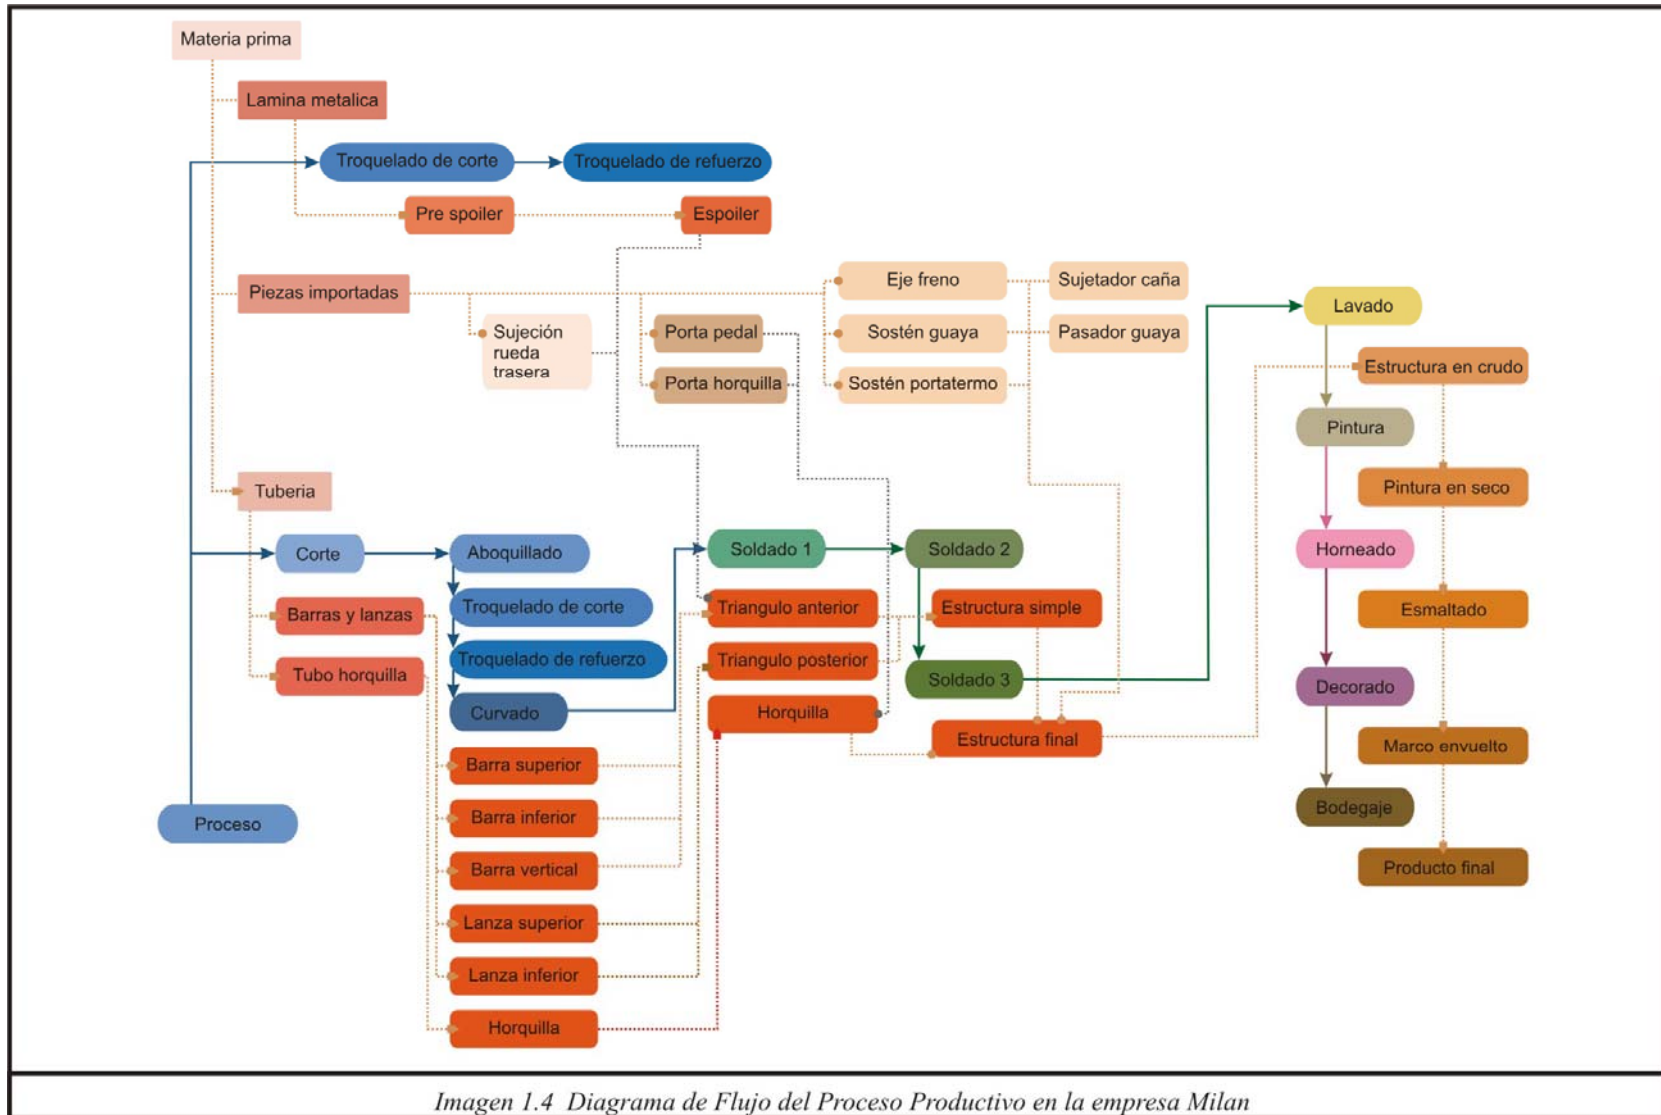 Materia prima
Lamina metalica
Troquelado de corte
Troquelado de refuerzo
Pre spoiler
Espoiler
Piezas importadas
Eje freno
Sujetador caña
Sujeción
rueda
trasera
Porta pedal
Sostén guaya
Pasador guaya
Porta horquilla
Sostén portatermo
Lavado
Estructura en crudo
Pintura
Pintura en seco
Tuberia
Corte
Aboquillado
Soldado 1
Soldado 2
Horneado
Barras y lanzas
Troquelado de corte
Triangulo anterior
Estructura simple
Esmaltado
Tubo horquilla
Troquelado de refuerzo
Triangulo posterior
Soldado 3
Decorado
Curvado
Horquilla
Estructura final
Marco envuelto
Barra superior
Proceso
Barra inferior
Bodegaje
Barra vertical
Producto final
Lanza superior
Lanza inferior
Horquilla
Imagen 1.4 Diagrama de Flujo del Proceso Productivo en la empresa Milan